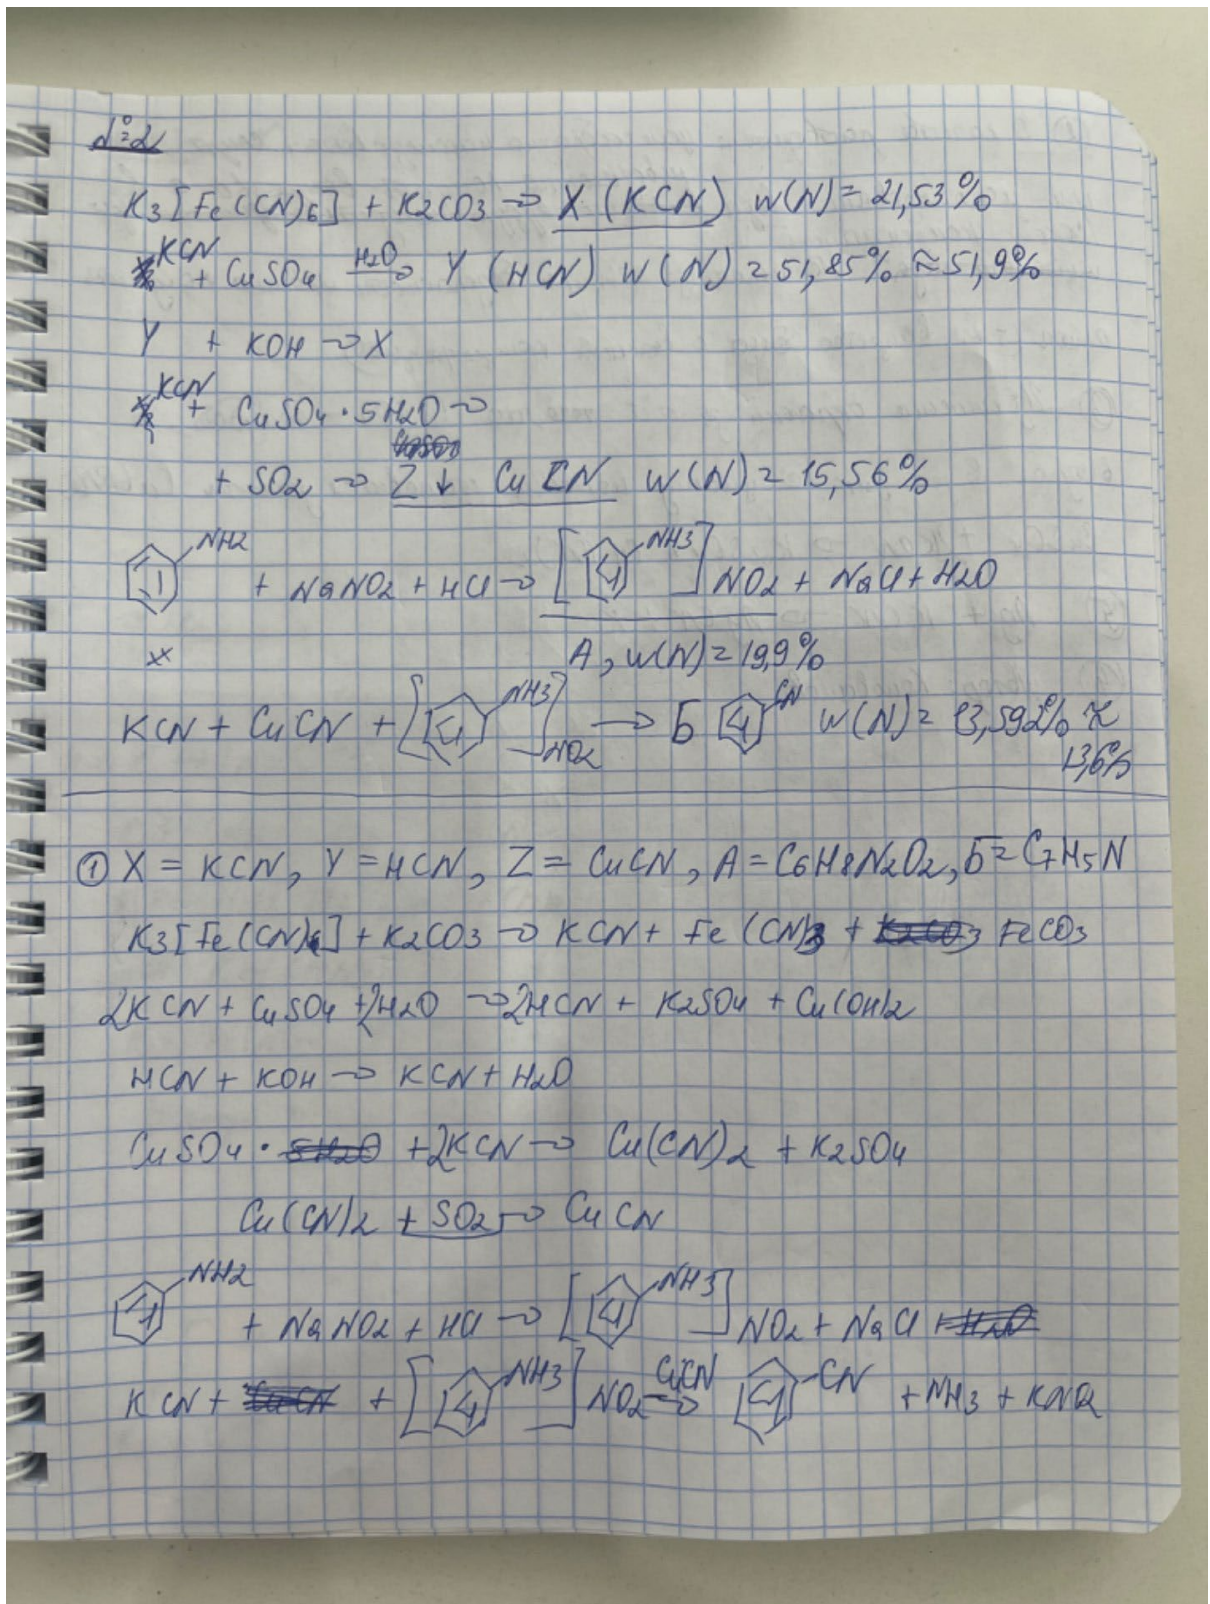 №2
K3[Fe(CN)6] + K2CO3 → X (KCN) W(N) = 21,53%
KCN + CuSO4 H2O→ Y (HCN) W(N) = 51,85% ≈ 51,9%
Y + KOH → X
KCN + CuSO4 · 5H2O →
+ SO2 → Z ↓ CuCN W(N) = 15,56%
NH2 + NaNO2 + HCl → [NH3]NO2 + NaCl + H2O
A, W(N) = 19,9%
KCN + CuCN + [NH3]NO2 → Б CN W(N) = 13,592%
13,6%
① X = KCN, Y = HCN, Z = CuCN, A = C6H8N2O2, Б = C7H5N
K3[Fe(CN)6] + K2CO3 → KCN + Fe(CN)3 + FeCO3
2KCN + CuSO4 + 2H2O → 2HCN + K2SO4 + Cu(OH)2
HCN + KOH → KCN + H2O
CuSO4 · + 2KCN → Cu(CN)2 + K2SO4
Cu(CN)2 + SO2 → CuCN
NH2 + NaNO2 + HCl → [NH3]NO2 + NaCl
KCN + [NH3]NO2 CuCN→ CN + NH3 + KNO2